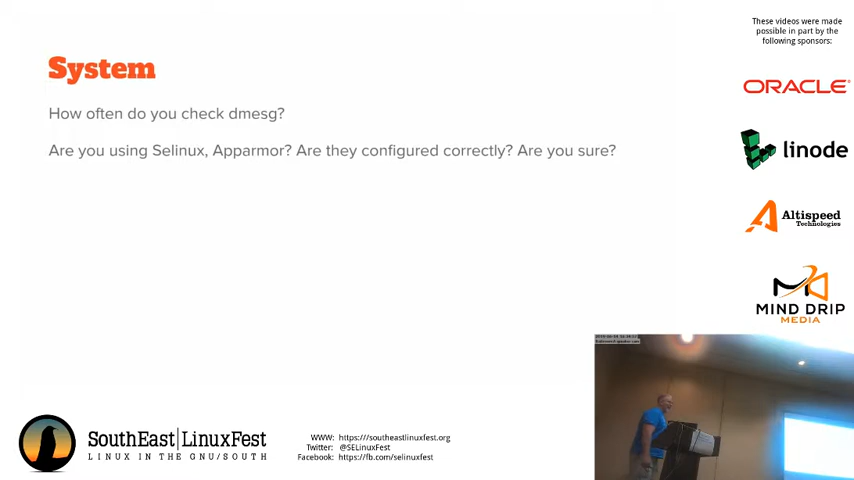 These videos were made
possible in part by the
following sponsors:
System
How often do you check dmesg?
Are you using Selinux, Apparmor? Are they configured correctly? Are you sure?
ORACLE
linode
Altispeed
Technologies
MIND DRIP
MEDIA
SouthEast|LinuxFest
LINUX IN THE GNU/SOUTH
WWW: https:///southeastlinuxfest.org
Twitter: @SELinuxFest
Facebook: https://fb.com/selinuxfest